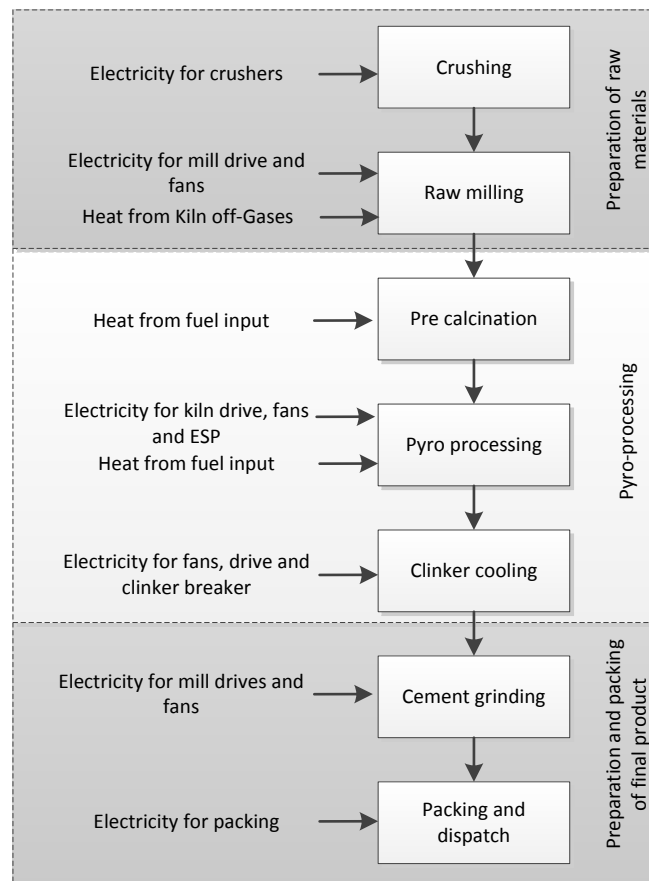 Electricity for crushers
Crushing
Preparation of raw
materials
Electricity for mill drive and
fans
Heat from Kiln off-Gases
Raw milling
Heat from fuel input
Pre calcination
Pyro-processing
Electricity for kiln drive, fans
and ESP
Heat from fuel input
Pyro processing
Electricity for fans, drive and
clinker breaker
Clinker cooling
Electricity for mill drives and
fans
Cement grinding
Preparation and packing
of final product
Electricity for packing
Packing and
dispatch